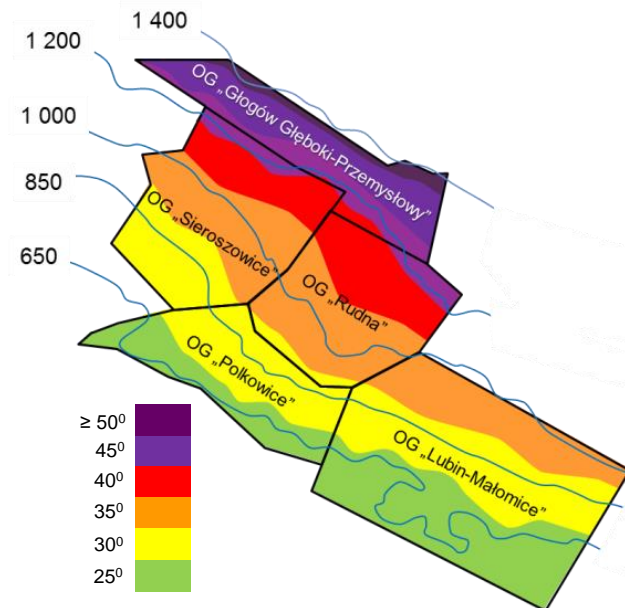 1 400
1 200
1 000
850
650
OG „Głogów Głęboki-Przemysłowy”
OG „Sieroszowice”
OG „Rudna”
OG „Polkowice”
OG „Lubin-Małomice”
≥ 50⁰
45⁰
40⁰
35⁰
30⁰
25⁰